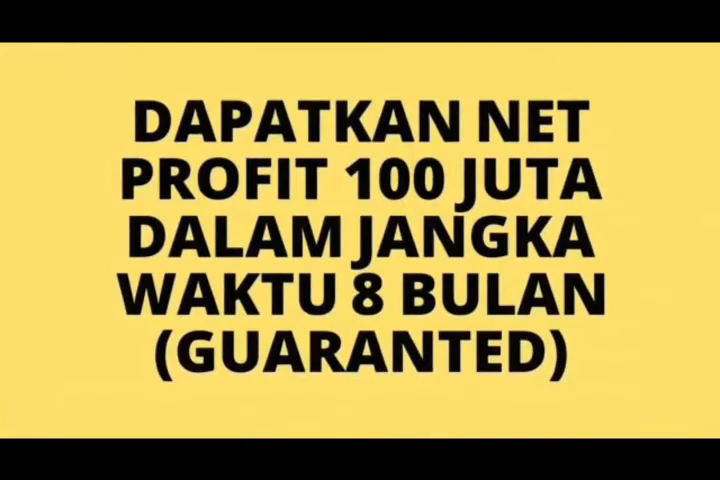 DAPATKAN NET
PROFIT 100 JUTA
DALAM JANGKA
WAKTU 8 BULAN
(GUARANTED)